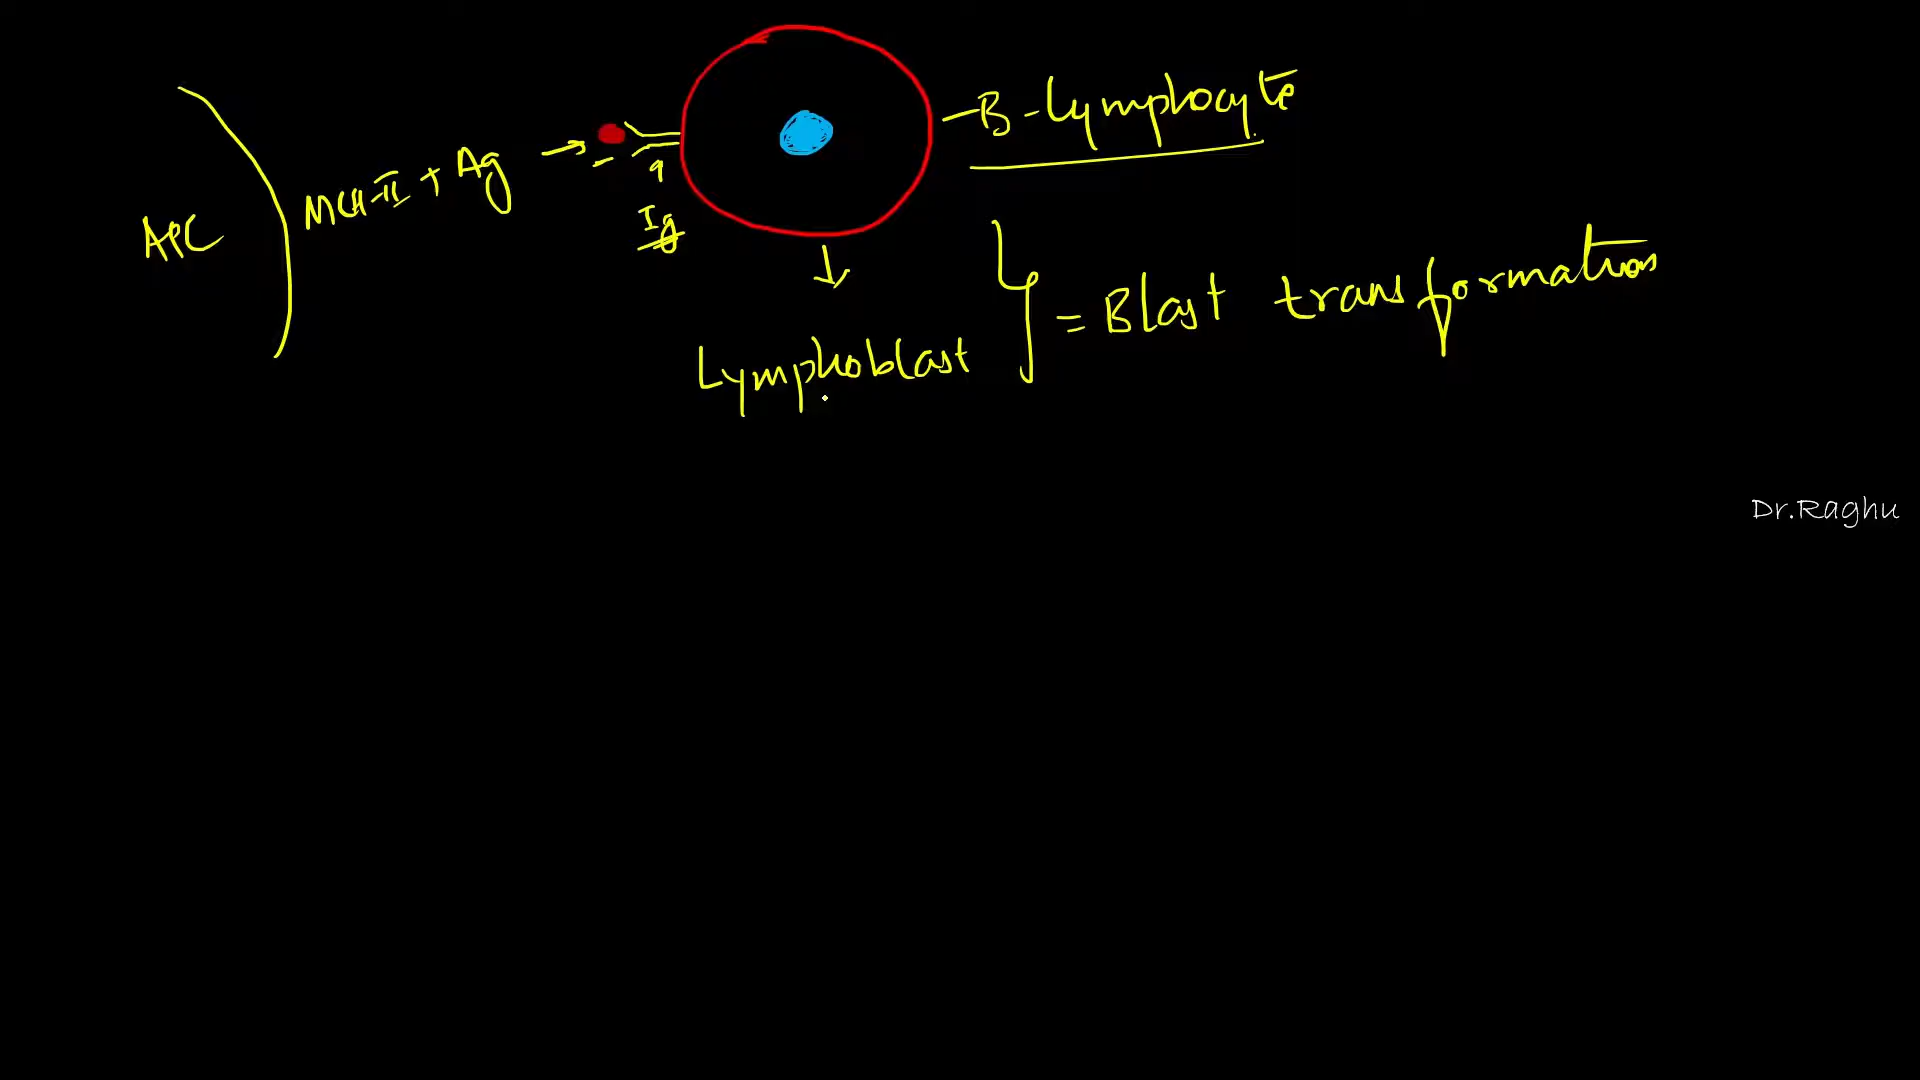 B-Lymphocyte
APC
MCH-II + Ag →
Ig
↓
Lymphoblast
} = Blast transformation
Dr.Raghu